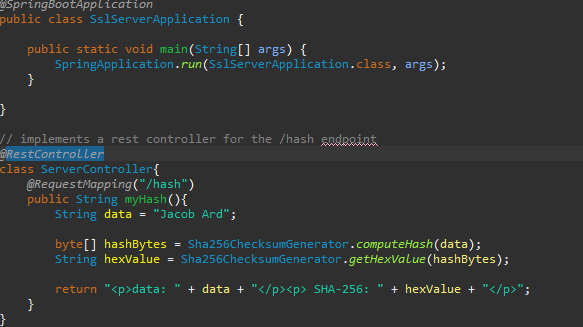 @SpringBootApplication
public class SslServerApplication {
public static void main(String[] args) {
SpringApplication.run(SslServerApplication.class, args);
}
}
// implements a rest controller for the /hash endpoint
@RestController
class ServerController{
@RequestMapping("/hash")
public String myHash(){
String data = "Jacob Ard";
byte[] hashBytes = Sha256ChecksumGenerator.computeHash(data);
String hexValue = Sha256ChecksumGenerator.getHexValue(hashBytes);
return "<p>data: " + data + "</p><p> SHA-256: " + hexValue + "</p>";
}
}